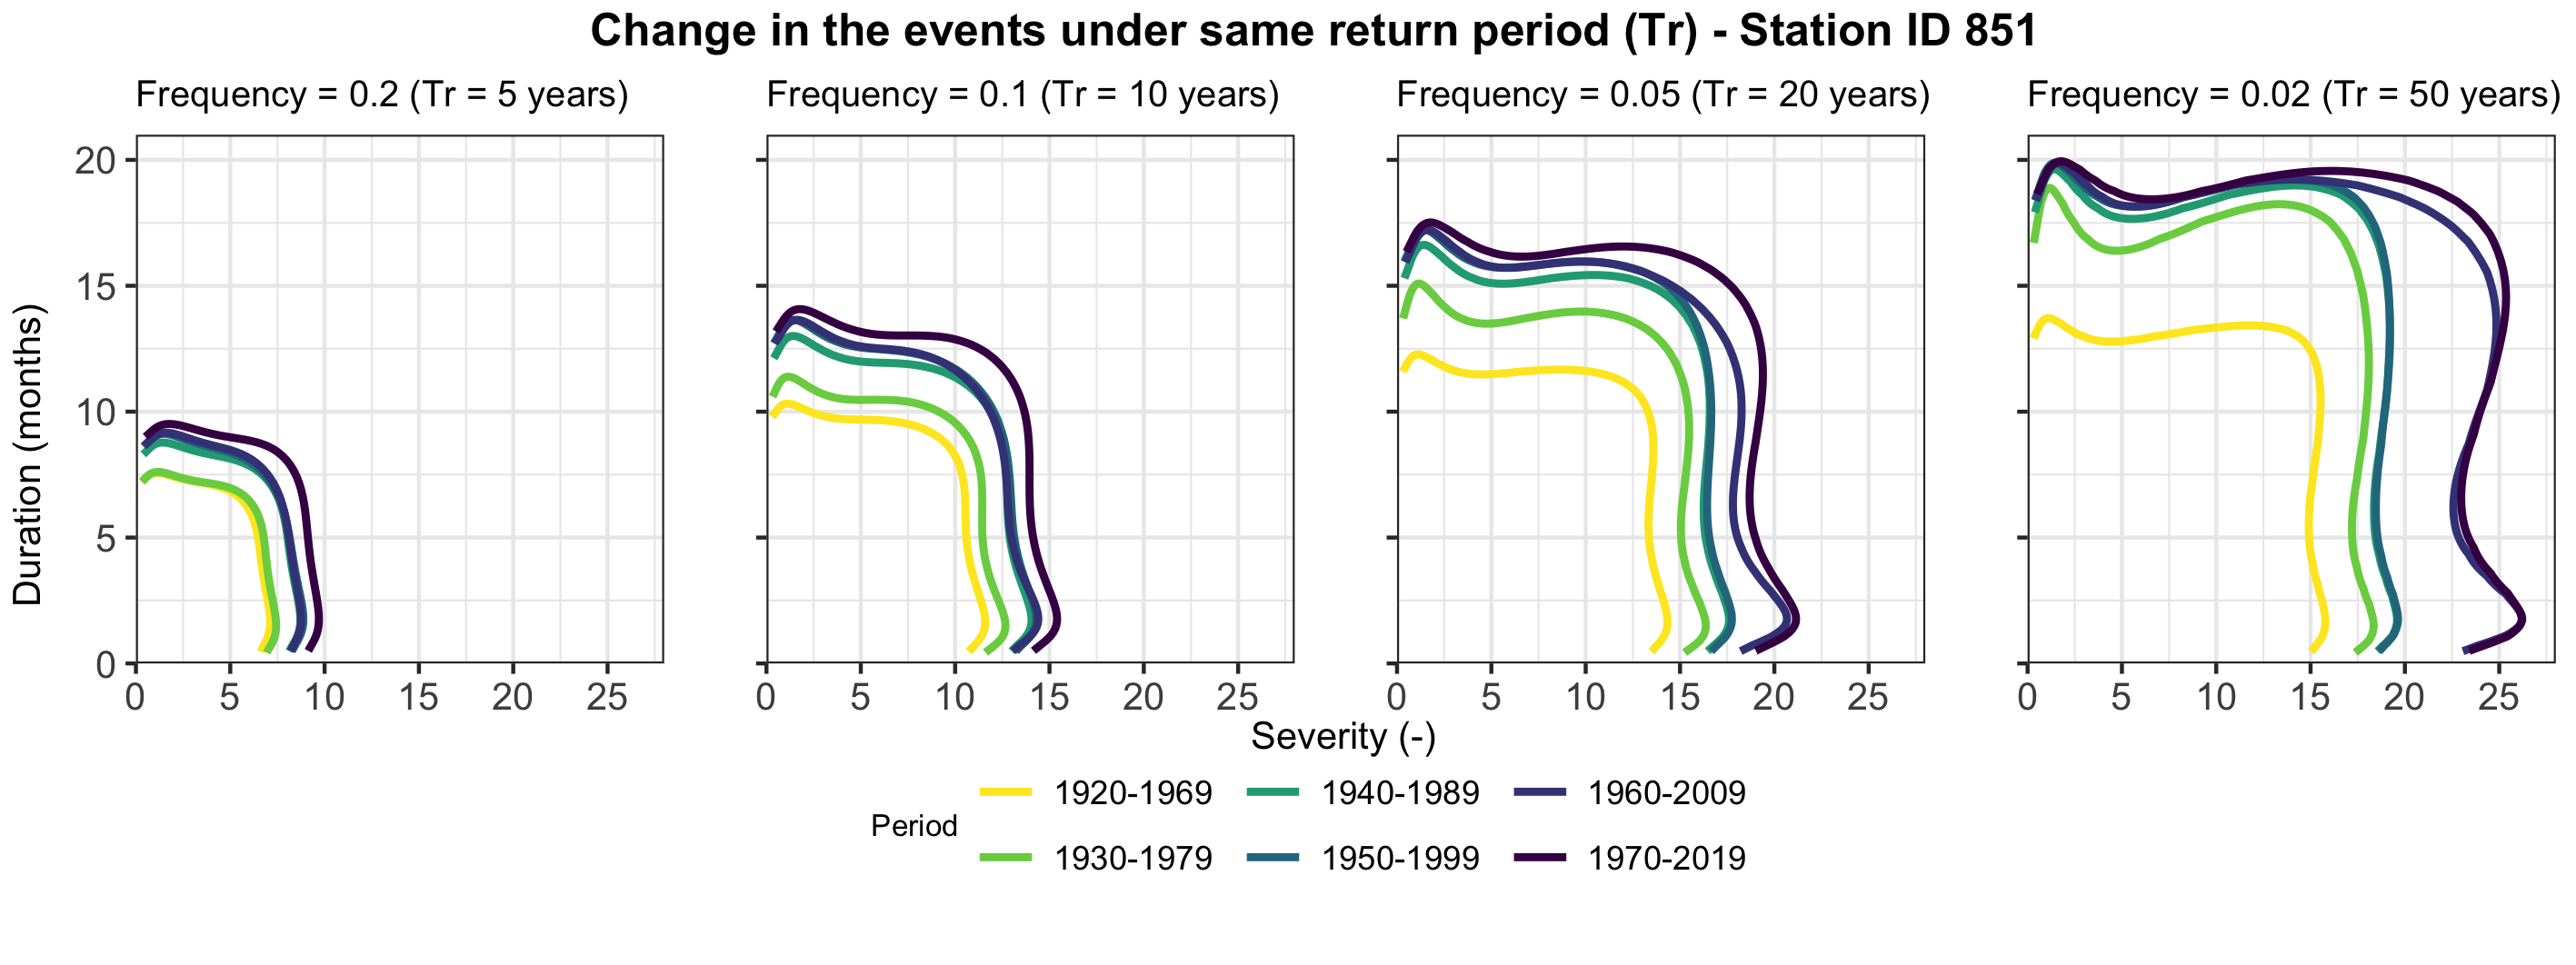 Change in the events under same return period (Tr) - Station ID 851
Frequency = 0.2 (Tr = 5 years)
Frequency = 0.1 (Tr = 10 years)
Frequency = 0.05 (Tr = 20 years)
Frequency = 0.02 (Tr = 50 years)
Duration (months)
20
15
10
5
0
0 5 10 15 20 25
0 5 10 15 20 25
0 5 10 15 20 25
0 5 10 15 20 25
Severity (-)
Period
1920-1969
1940-1989
1960-2009
1930-1979
1950-1999
1970-2019